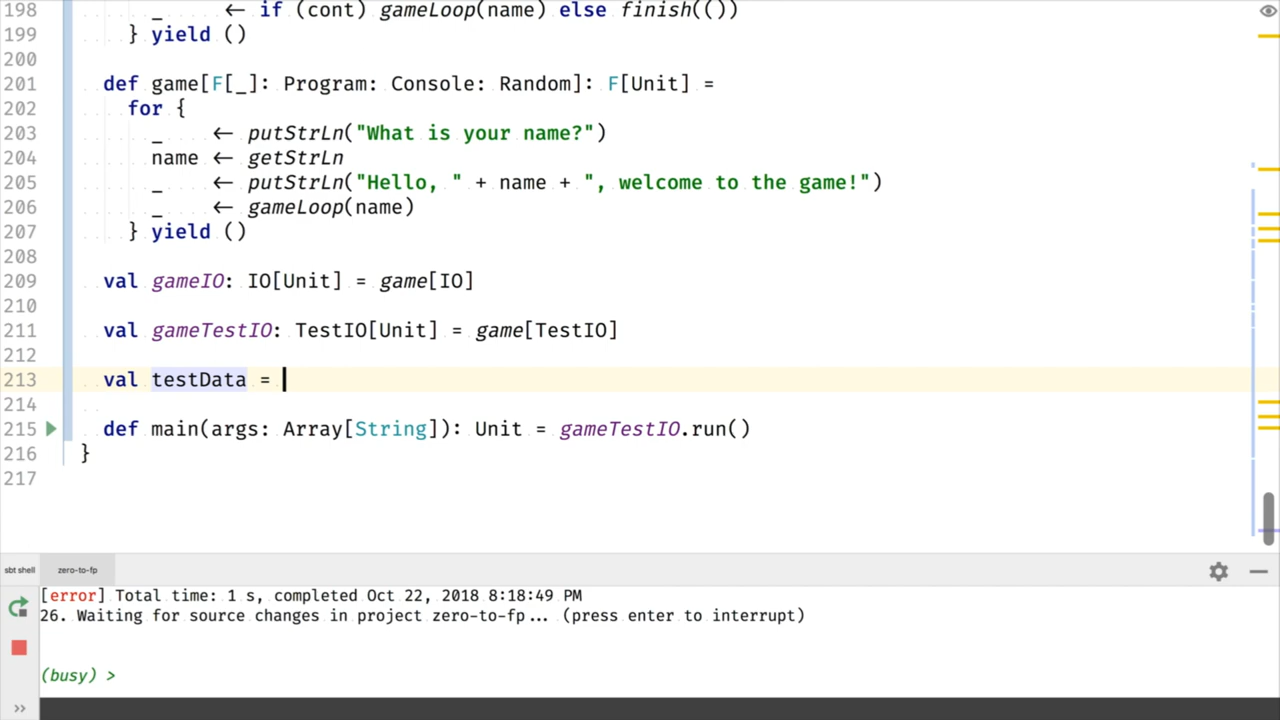 198 _ ← if (cont) gameLoop(name) else finish(())
199 } yield ()
200
201 def game[F[_]: Program: Console: Random]: F[Unit] =
202 for {
203 _ ← putStrLn("What is your name?")
204 name ← getStrLn
205 _ ← putStrLn("Hello, " + name + ", welcome to the game!")
206 _ ← gameLoop(name)
207 } yield ()
208
209 val gameIO: IO[Unit] = game[IO]
210
211 val gameTestIO: TestIO[Unit] = game[TestIO]
212
213 val testData =
214
215 def main(args: Array[String]): Unit = gameTestIO.run()
216 }
217
sbt shell zero-to-fp
[error] Total time: 1 s, completed Oct 22, 2018 8:18:49 PM
26. Waiting for source changes in project zero-to-fp... (press enter to interrupt)
(busy) >